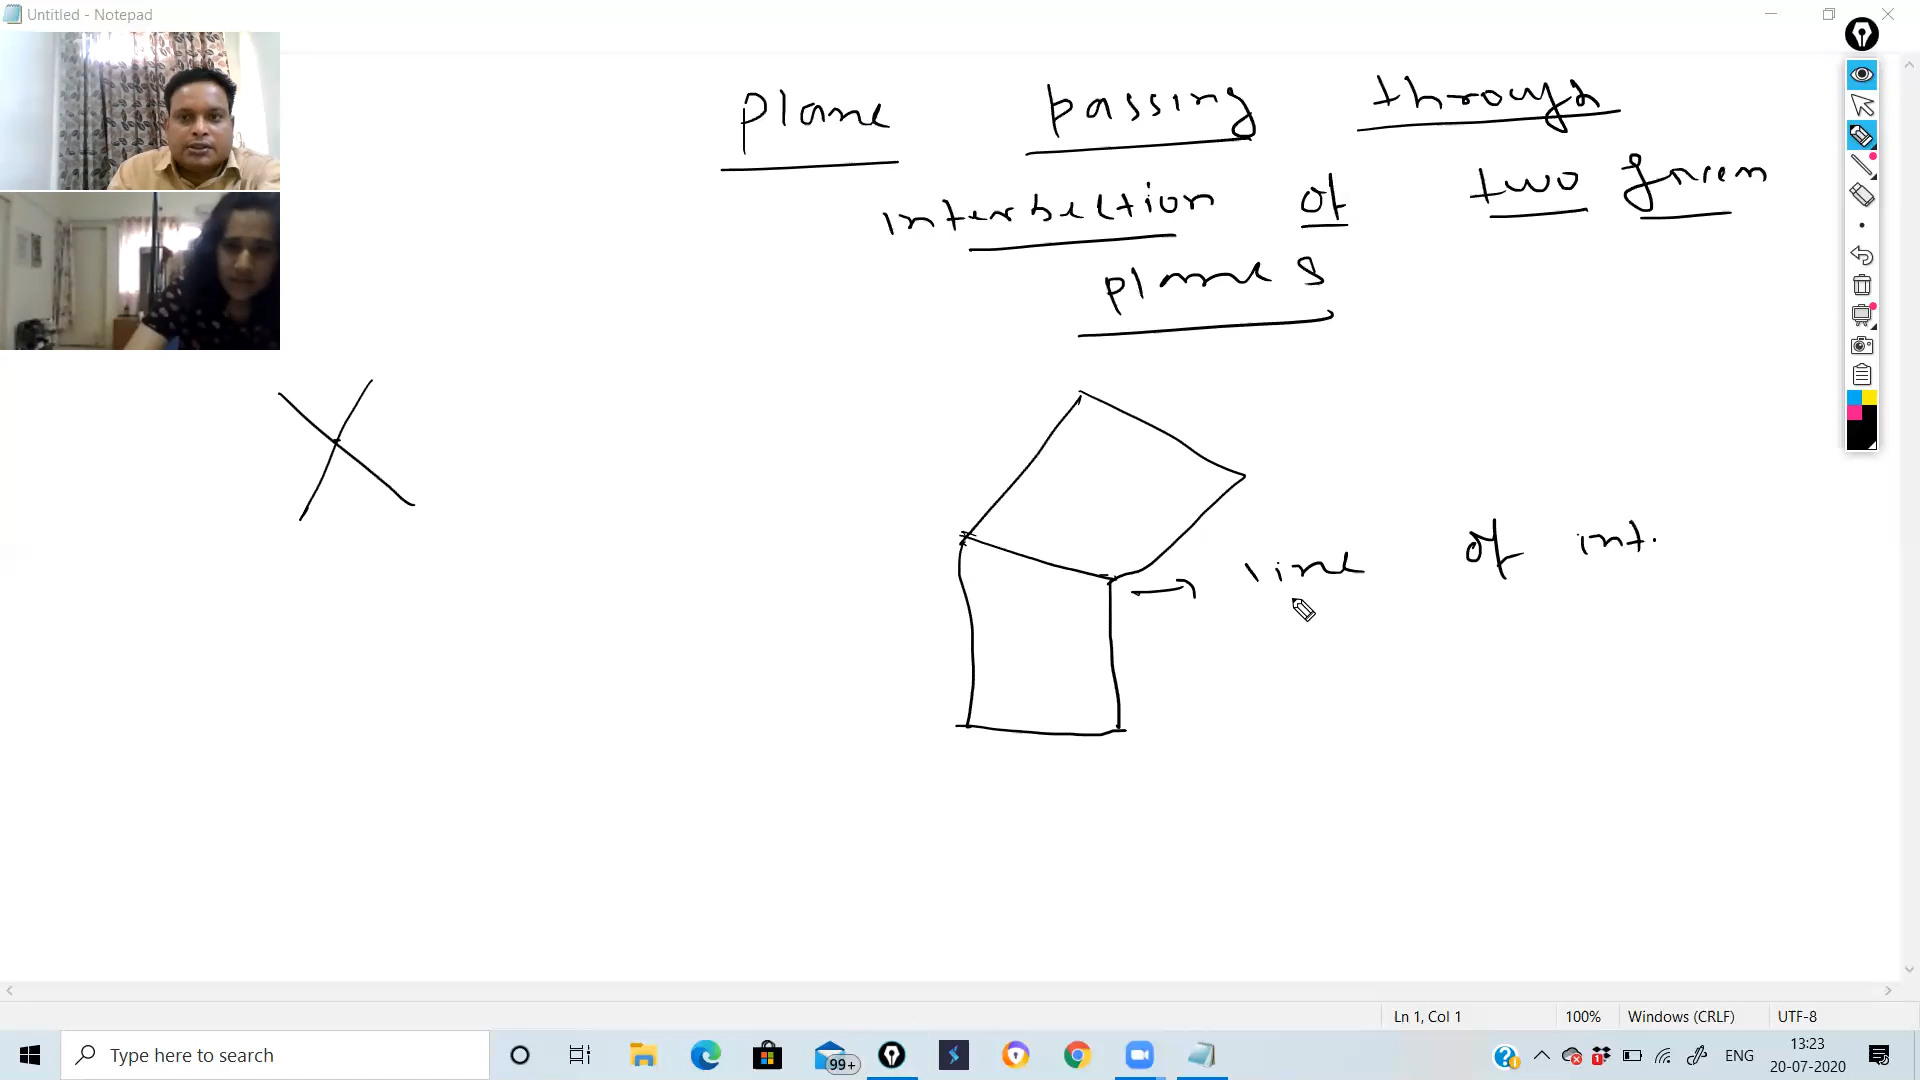 Untitled - Notepad
plane passing through
intersection of two given
planes
line of int.
Ln 1, Col 1 100% Windows (CRLF) UTF-8
Type here to search
99+
ENG
13:23
20-07-2020